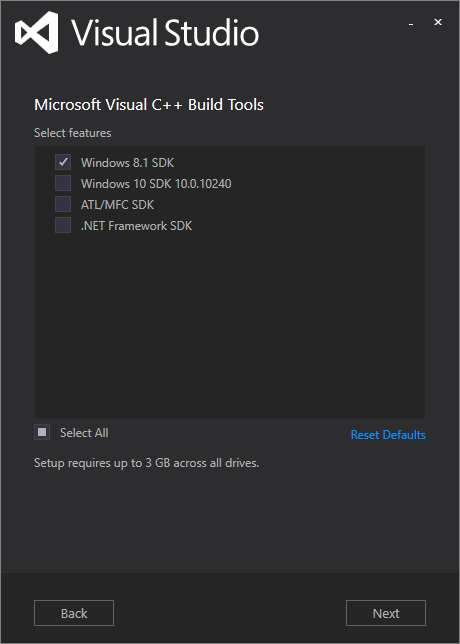 Visual Studio
Microsoft Visual C++ Build Tools
Select features
Windows 8.1 SDK
Windows 10 SDK 10.0.10240
ATL/MFC SDK
.NET Framework SDK
Select All
Reset Defaults
Setup requires up to 3 GB across all drives.
Back
Next